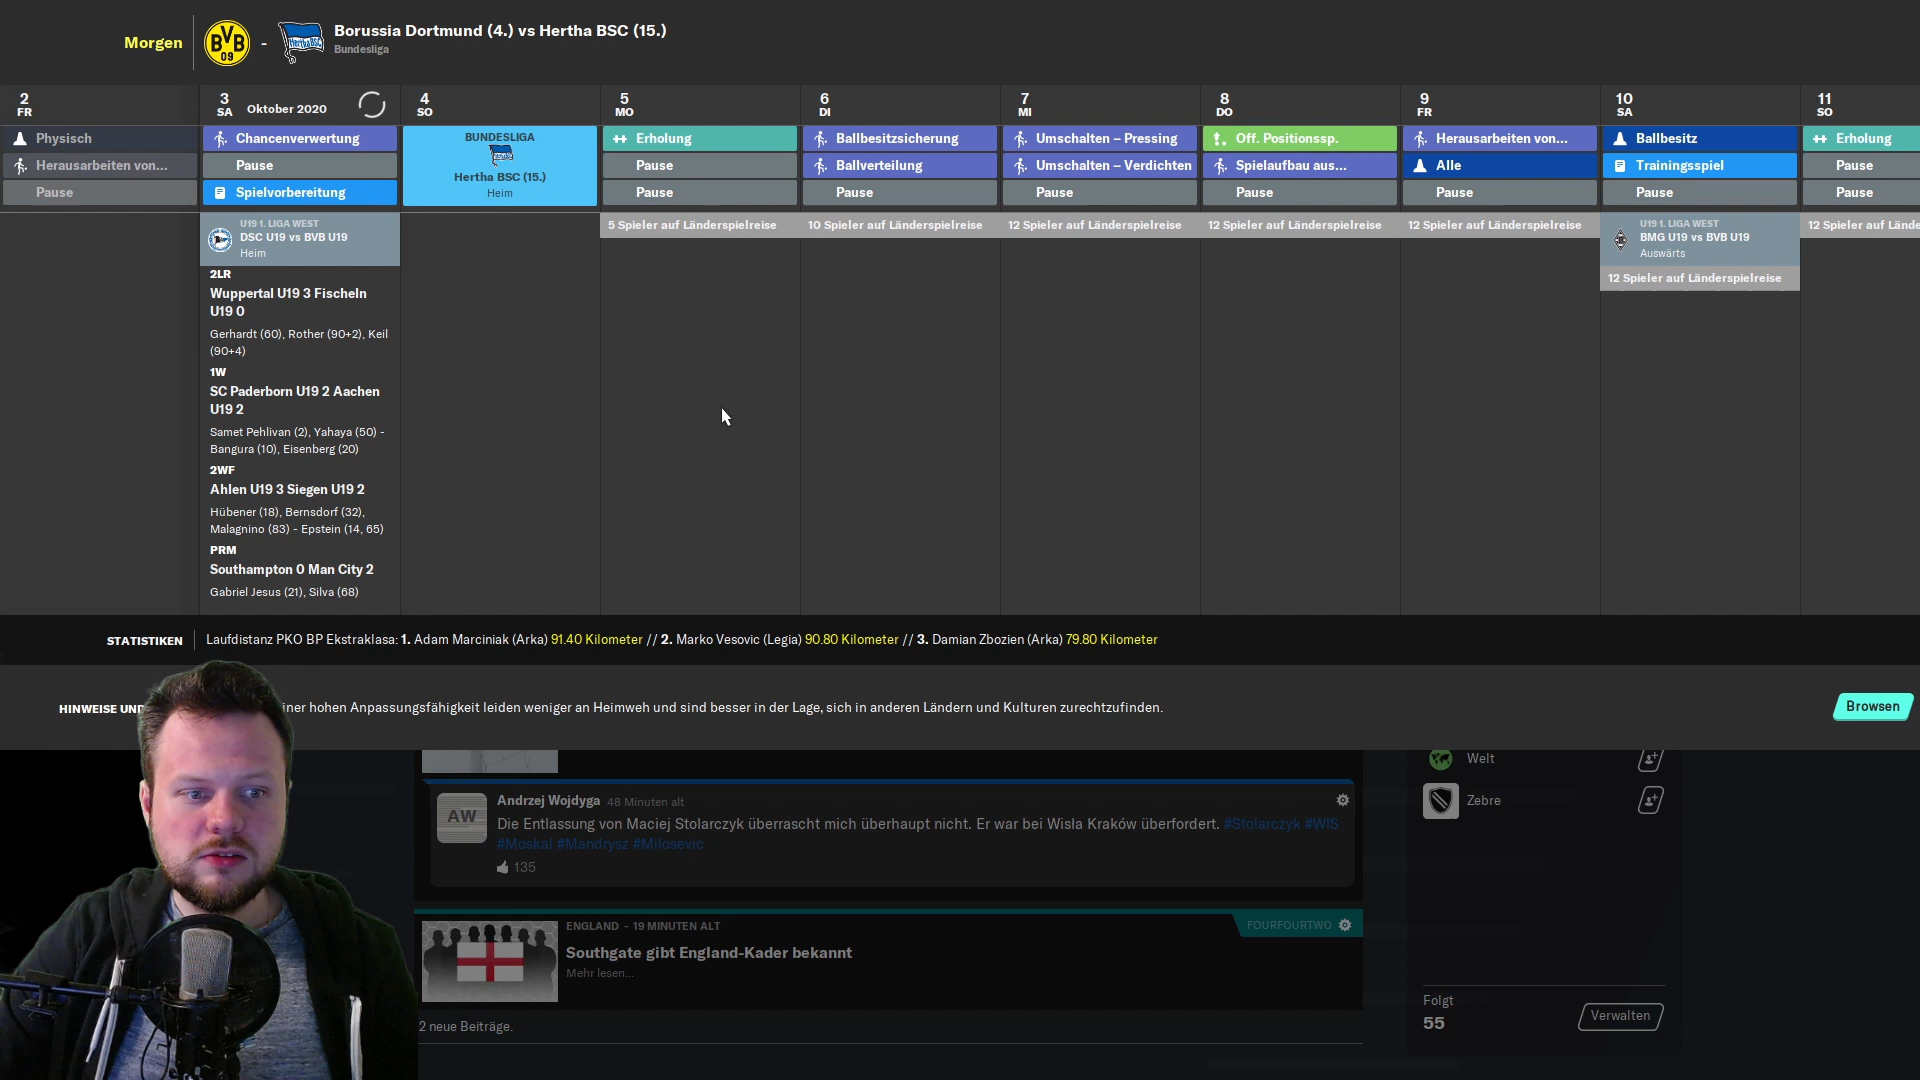 Morgen
BVB
09
-
Hertha BSC
Borussia Dortmund (4.) vs Hertha BSC (15.)
Bundesliga
2
FR
3
SA
Oktober 2020
4
SO
5
MO
6
DI
7
MI
8
DO
9
FR
10
SA
11
SO
Physisch
Herausarbeiten von...
Pause
Chancenverwertung
Pause
Spielvorbereitung
BUNDESLIGA
Hertha BSC (15.)
Heim
Erholung
Pause
Pause
Ballbesitzsicherung
Ballverteilung
Pause
Umschalten – Pressing
Umschalten – Verdichten
Pause
Off. Positionssp.
Spielaufbau aus...
Pause
Herausarbeiten von...
Alle
Pause
Ballbesitz
Trainingsspiel
Pause
Erholung
Pause
Pause
U19 1. LIGA WEST
DSC U19 vs BVB U19
Heim
5 Spieler auf Länderspielreise
10 Spieler auf Länderspielreise
12 Spieler auf Länderspielreise
12 Spieler auf Länderspielreise
12 Spieler auf Länderspielreise
U19 1. LIGA WEST
BMG U19 vs BVB U19
Auswärts
12 Spieler auf Länderspielreise
12 Spieler auf Lände
2LR
Wuppertal U19 3 Fischeln
U19 0
Gerhardt (60), Rother (90+2), Keil
(90+4)
1W
SC Paderborn U19 2 Aachen
U19 2
Samet Pehlivan (2), Yahaya (50) -
Bangura (10), Eisenberg (20)
2WF
Ahlen U19 3 Siegen U19 2
Hübener (18), Bernsdorf (32),
Malagnino (83) - Epstein (14, 65)
PRM
Southampton 0 Man City 2
Gabriel Jesus (21), Silva (68)
STATISTIKEN
Laufdistanz PKO BP Ekstraklasa: 1. Adam Marciniak (Arka) 91.40 Kilometer // 2. Marko Vesovic (Legia) 90.80 Kilometer // 3. Damian Zbozien (Arka) 79.80 Kilometer
HINWEISE UND
iner hohen Anpassungsfähigkeit leiden weniger an Heimweh und sind besser in der Lage, sich in anderen Ländern und Kulturen zurechtzufinden.
Browsen
Welt
Zebre
AW
Andrzej Wojdyga 48 Minuten alt
Die Entlassung von Maciej Stolarczyk überrascht mich überhaupt nicht. Er war bei Wisła Kraków überfordert. #Stolarczyk #WIS
#Moskal #Mandrysz #Milosevic
135
ENGLAND - 19 MINUTEN ALT
FOURFOURTWO
Southgate gibt England-Kader bekannt
Mehr lesen...
2 neue Beiträge.
Folgt
55
Verwalten